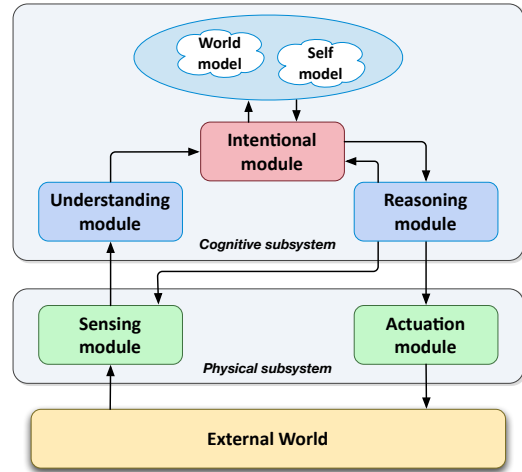 World
model
Self
model
Intentional
module
Understanding
module
Reasoning
module
Cognitive subsystem
Sensing
module
Actuation
module
Physical subsystem
External World